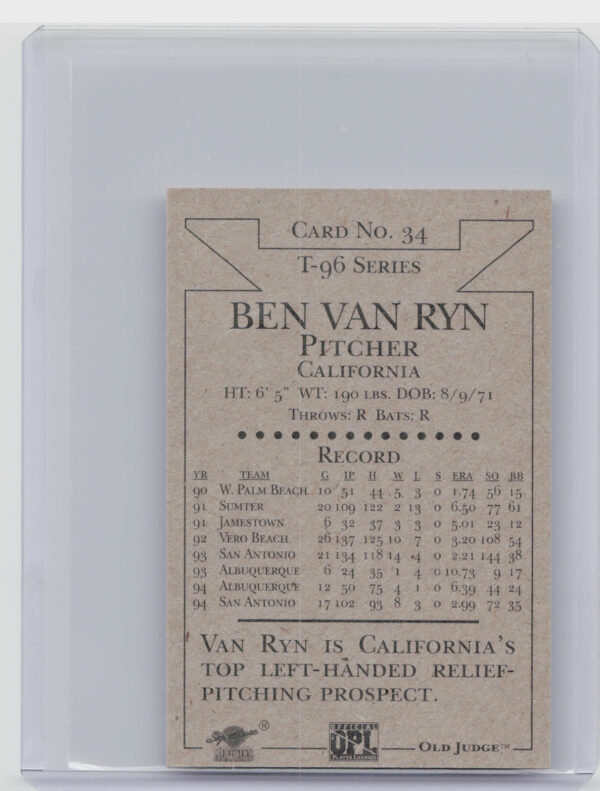 CARD NO. 34
T-96 SERIES
BEN VAN RYN
PITCHER
CALIFORNIA
HT: 6' 5" WT: 190 LBS. DOB: 8/9/71
THROWS: R BATS: R
RECORD
YR TEAM G IP H W L S ERA SO BB
90 W. PALM BEACH 10 51 44 5 3 0 1.74 56 15
91 SUMTER 20 109 122 2 13 0 6.50 77 61
91 JAMESTOWN 6 32 37 3 3 0 5.01 23 12
92 VERO BEACH 26 137 125 10 7 0 3.20 108 54
93 SAN ANTONIO 21 134 118 14 4 0 2.21 144 38
93 ALBUQUERQUE 6 24 35 1 4 0 10.73 9 17
94 ALBUQUERQUE 12 50 75 4 1 0 6.39 44 24
94 SAN ANTONIO 17 102 93 8 3 0 2.99 72 35
VAN RYN IS CALIFORNIA'S
TOP LEFT-HANDED RELIEF-
PITCHING PROSPECT.
®
OFFICIAL
OPL
PLAYER LICENSEE
OLD JUDGE™